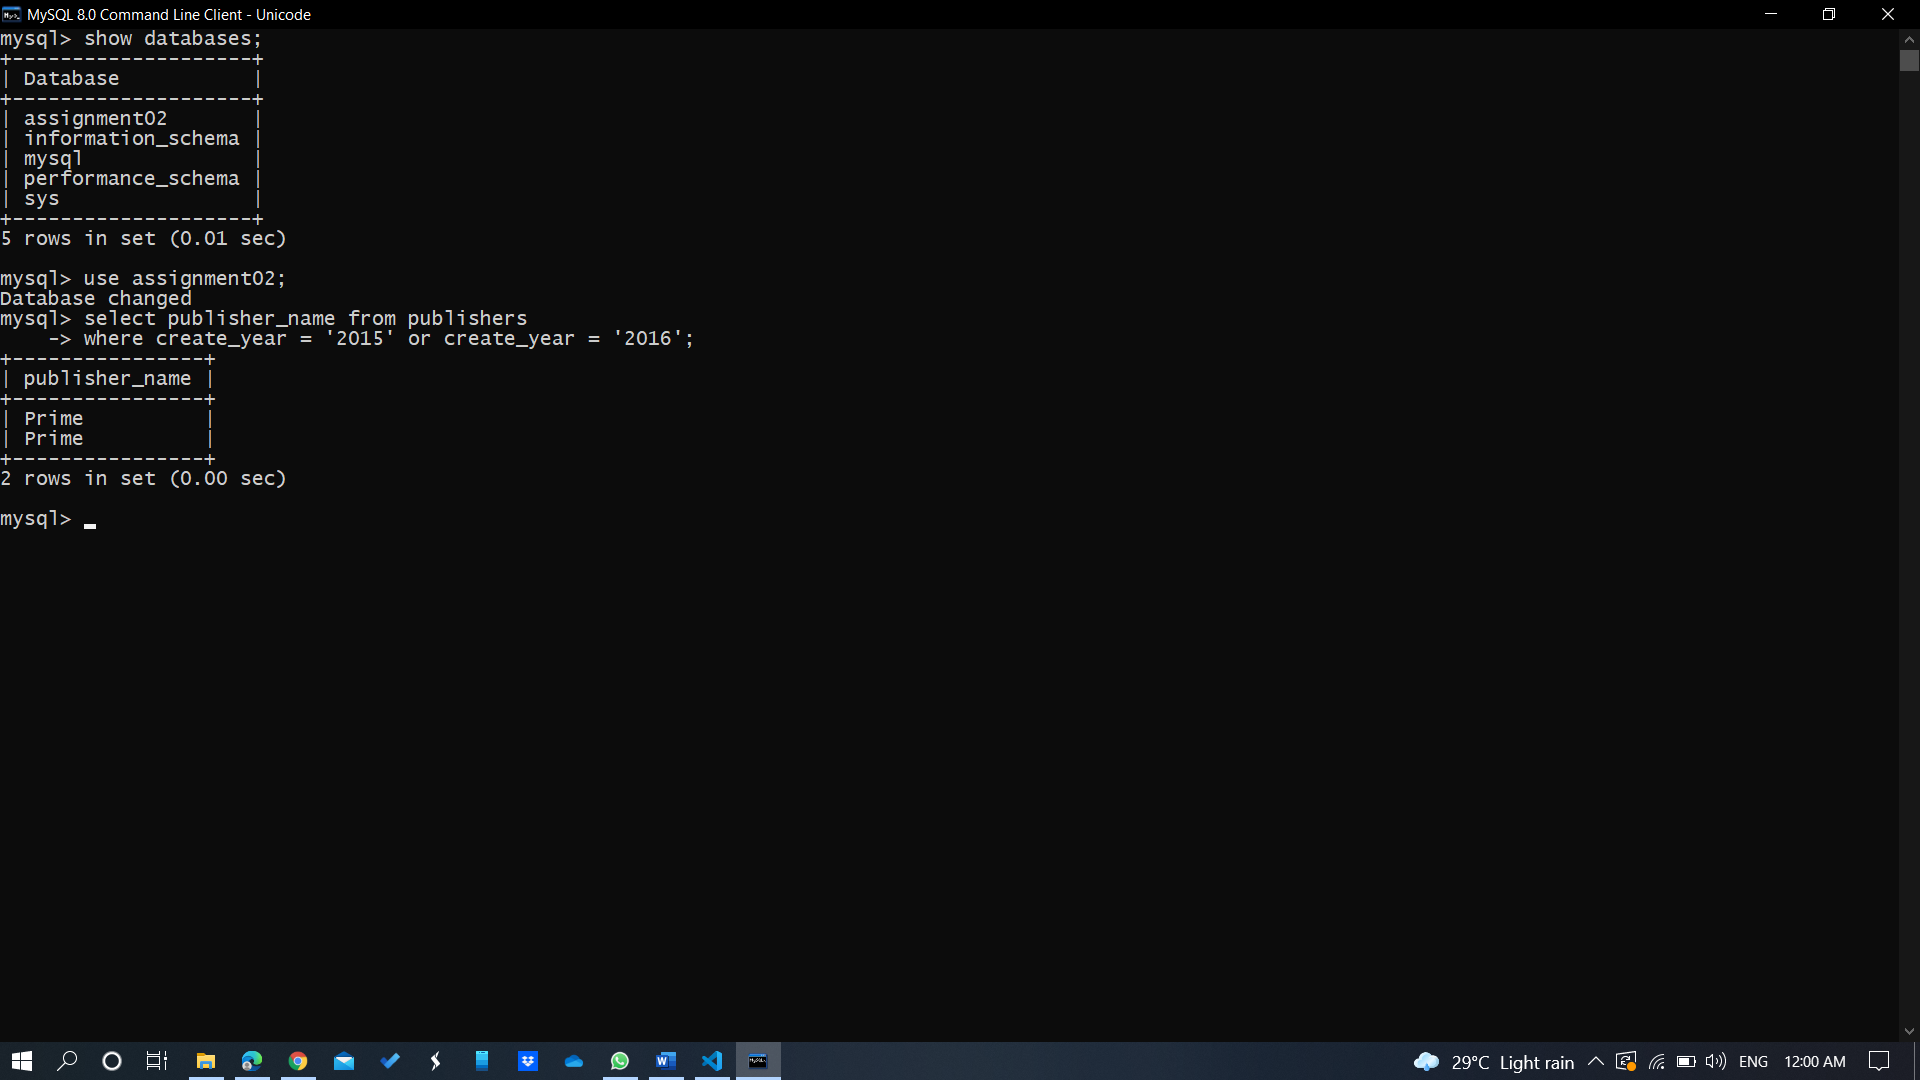 MySQL 8.0 Command Line Client - Unicode
mysql> show databases;
+--------------------+
| Database           |
+--------------------+
| assignment02       |
| information_schema |
| mysql              |
| performance_schema |
| sys                |
+--------------------+
5 rows in set (0.01 sec)
mysql> use assignment02;
Database changed
mysql> select publisher_name from publishers
    -> where create_year = '2015' or create_year = '2016';
+----------------+
| publisher_name |
+----------------+
| Prime          |
| Prime          |
+----------------+
2 rows in set (0.00 sec)
mysql>
29°C Light rain ENG 12:00 AM